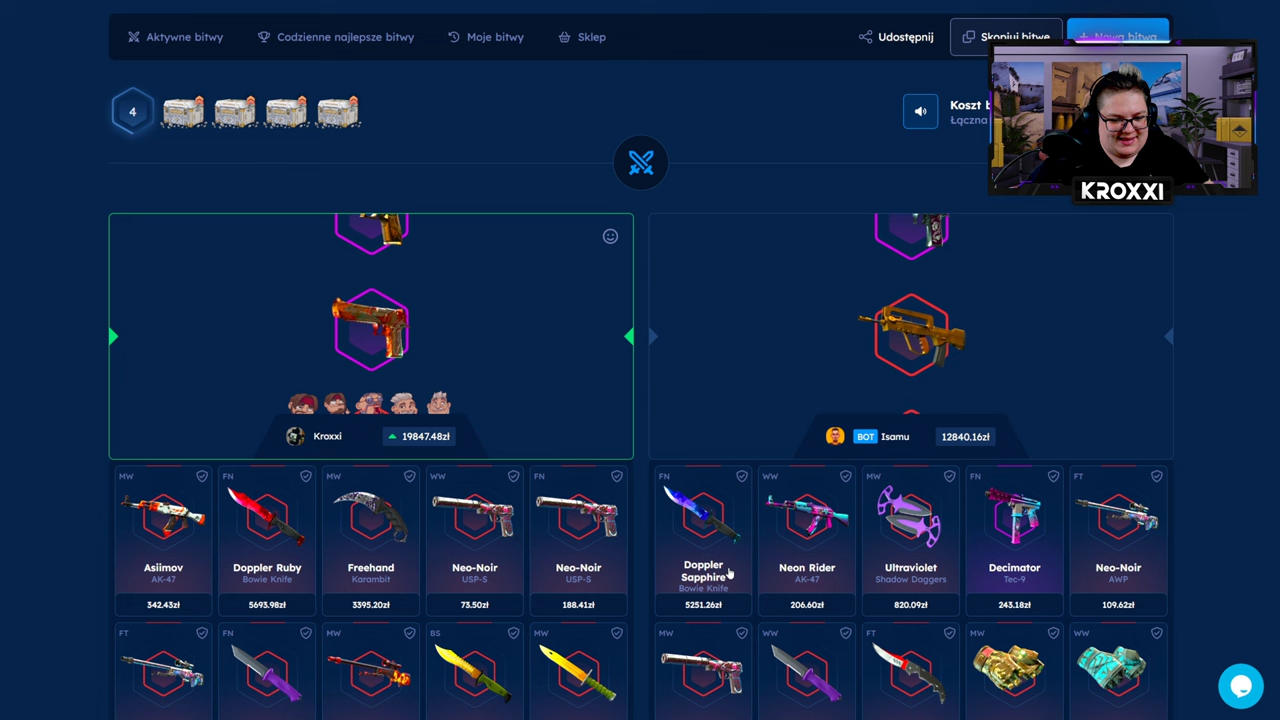 Aktywne bitwy
Codzienne najlepsze bitwy
Moje bitwy
Sklep
Udostępnij
Skopiuj bitwę
+ Nowa bitwa
4
Koszt b
Łączna
KROXXI
Kroxxi
19847.48zł
BOT Isamu
12840.16zł
MW
Asiimov
AK-47
342.43zł
FN
Doppler Ruby
Bowie Knife
5693.98zł
MW
Freehand
Karambit
3395.20zł
WW
Neo-Noir
USP-S
73.50zł
FN
Neo-Noir
USP-S
188.41zł
FN
Doppler
Sapphire
Bowie Knife
5251.26zł
WW
Neon Rider
AK-47
206.60zł
MW
Ultraviolet
Shadow Daggers
820.09zł
FN
Decimator
Tec-9
243.18zł
FT
Neo-Noir
AWP
109.62zł
FT
FN
MW
BS
MW
MW
WW
FT
MW
WW